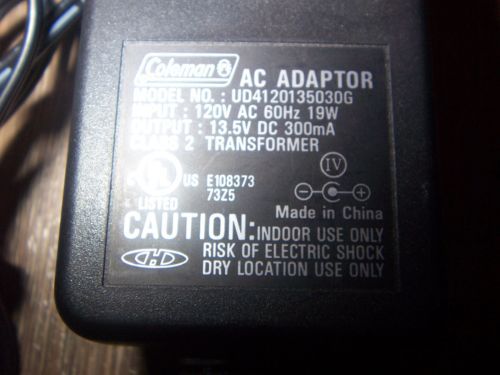 Coleman AC ADAPTOR
MODEL NO. : UD4120135030G
INPUT : 120V AC 60Hz 19W
OUTPUT : 13.5V DC 300mA
CLASS 2 TRANSFORMER
IV
c UL US E108373
LISTED 73Z5
- +
Made in China
CAUTION: INDOOR USE ONLY
RISK OF ELECTRIC SHOCK
DRY LOCATION USE ONLY